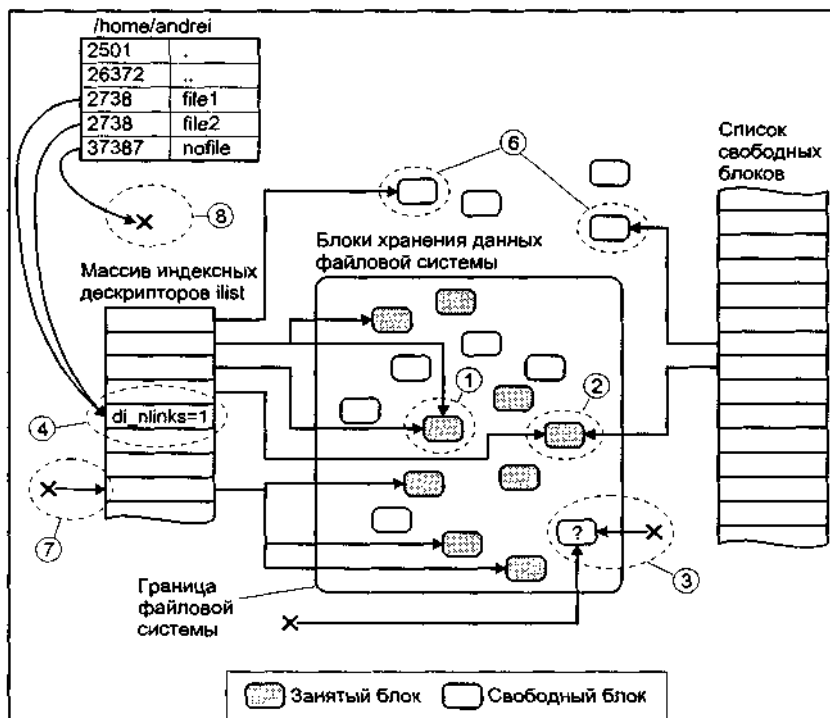 /home/andrei
2501 .
26372 ..
2738 file1
2738 file2
37387 nofile
6
Список
свободных
блоков
8
Блоки хранения данных
файловой системы
Массив индексных
дескрипторов ilist
1
2
4
di_nlinks=1
7
?
3
Граница
файловой
системы
Занятый блок
Свободный блок